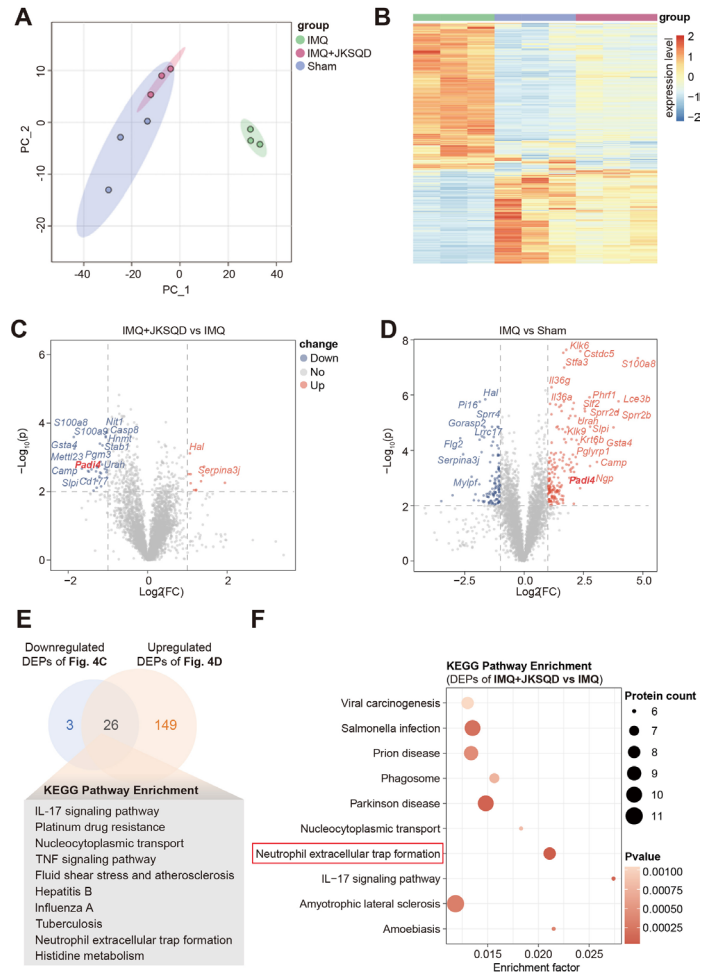 A
group
IMQ
IMQ+JKSQD
Sham
10
0
-10
-20
PC_2
-40
-20
0
20
40
PC_1
B
group
2
1
0
−1
−2
expression level
C
IMQ+JKSQD vs IMQ
change
Down
No
Up
6
4
2
0
−Log10(p)
S100a8
Nit1
S100a9
Casp8
Hnmt
Gsta4
Stab1
Mettl23
Pgm3
Padi4
Urah
Camp
Slpi
Cd177
Hal
Serpina3j
−2
0
2
Log2(FC)
D
IMQ vs Sham
8
6
4
2
0
−Log10(p)
Klk6
Cstdc5
Stfa3
S100a8
Il36g
Hal
Phrf1
Pi16
Il36a
Slf2
Lce3b
Sprr4
Sprr2d
Sprr2b
Gorasp2
Urah
Lrrc17
Klk9
Slpi
Flg2
Krt6b
Gsta4
Serpina3j
Pglyrp1
Camp
Mylpf
Padi4
Ngp
−2.5
0.0
2.5
5.0
Log2(FC)
E
Downregulated
DEPs of Fig. 4C
Upregulated
DEPs of Fig. 4D
3
26
149
KEGG Pathway Enrichment
IL-17 signaling pathway
Platinum drug resistance
Nucleocytoplasmic transport
TNF signaling pathway
Fluid shear stress and atherosclerosis
Hepatitis B
Influenza A
Tuberculosis
Neutrophil extracellular trap formation
Histidine metabolism
F
KEGG Pathway Enrichment
(DEPs of IMQ+JKSQD vs IMQ)
Viral carcinogenesis
Salmonella infection
Prion disease
Phagosome
Parkinson disease
Nucleocytoplasmic transport
Neutrophil extracellular trap formation
IL−17 signaling pathway
Amyotrophic lateral sclerosis
Amoebiasis
0.015
0.020
0.025
Enrichment factor
Protein count
6
7
8
9
10
11
Pvalue
0.00100
0.00075
0.00050
0.00025